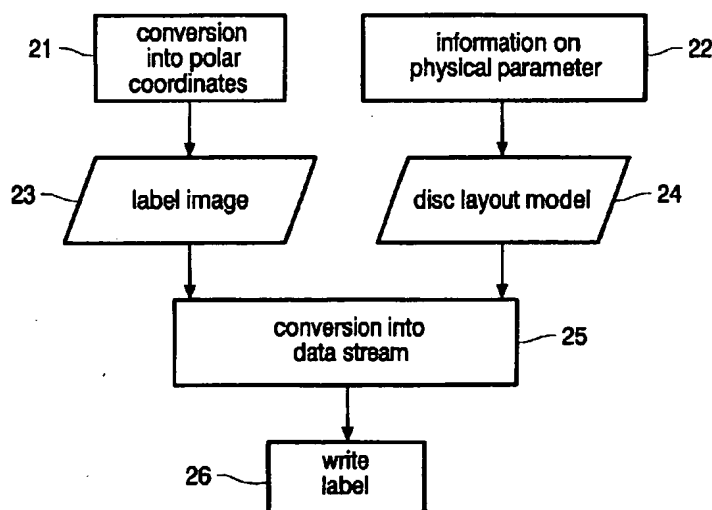 21
conversion
into polar
coordinates
information on
physical parameter
22
23
label image
disc layout model
24
conversion into
data stream
25
26
write
label